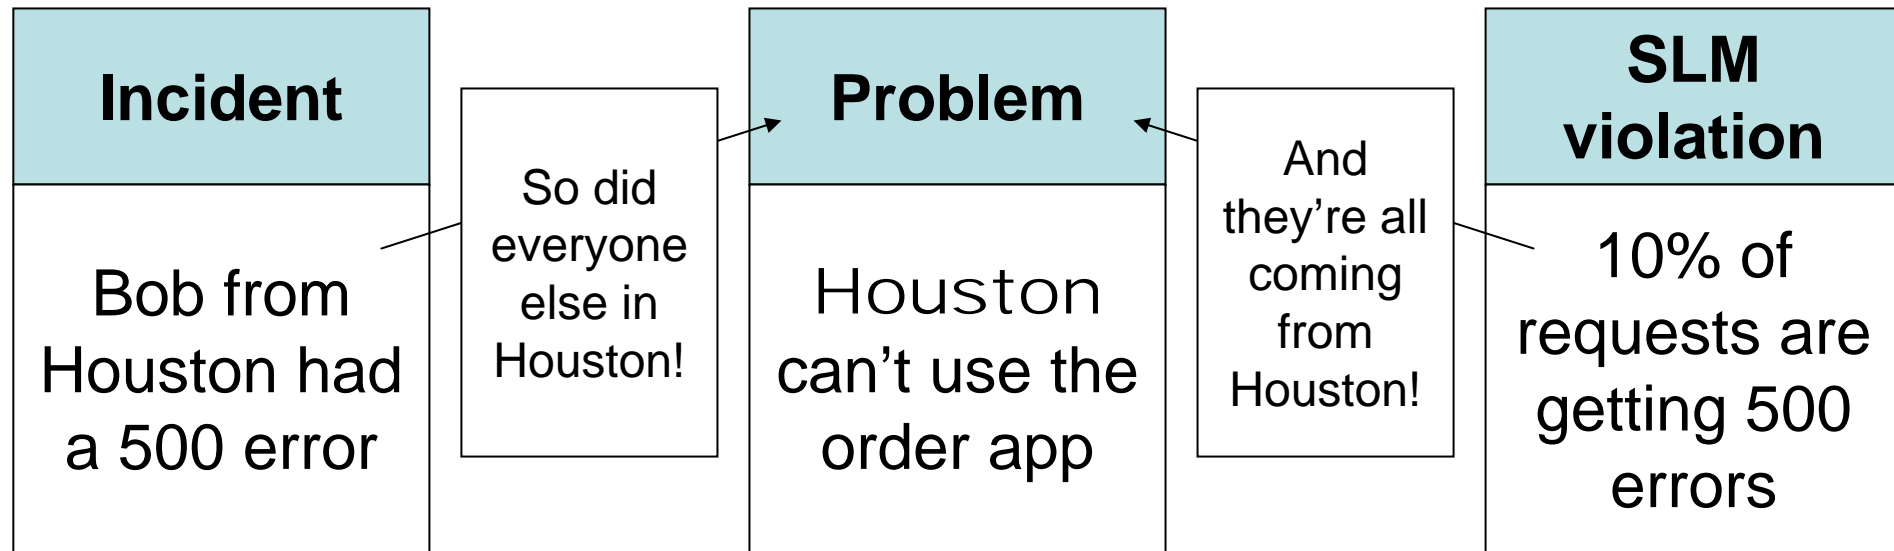 Incident
Bob from
Houston had
a 500 error
So did
everyone
else in
Houston!
Problem
Houston
can’t use the
order app
And
they’re all
coming
from
Houston!
SLM
violation
10% of
requests are
getting 500
errors